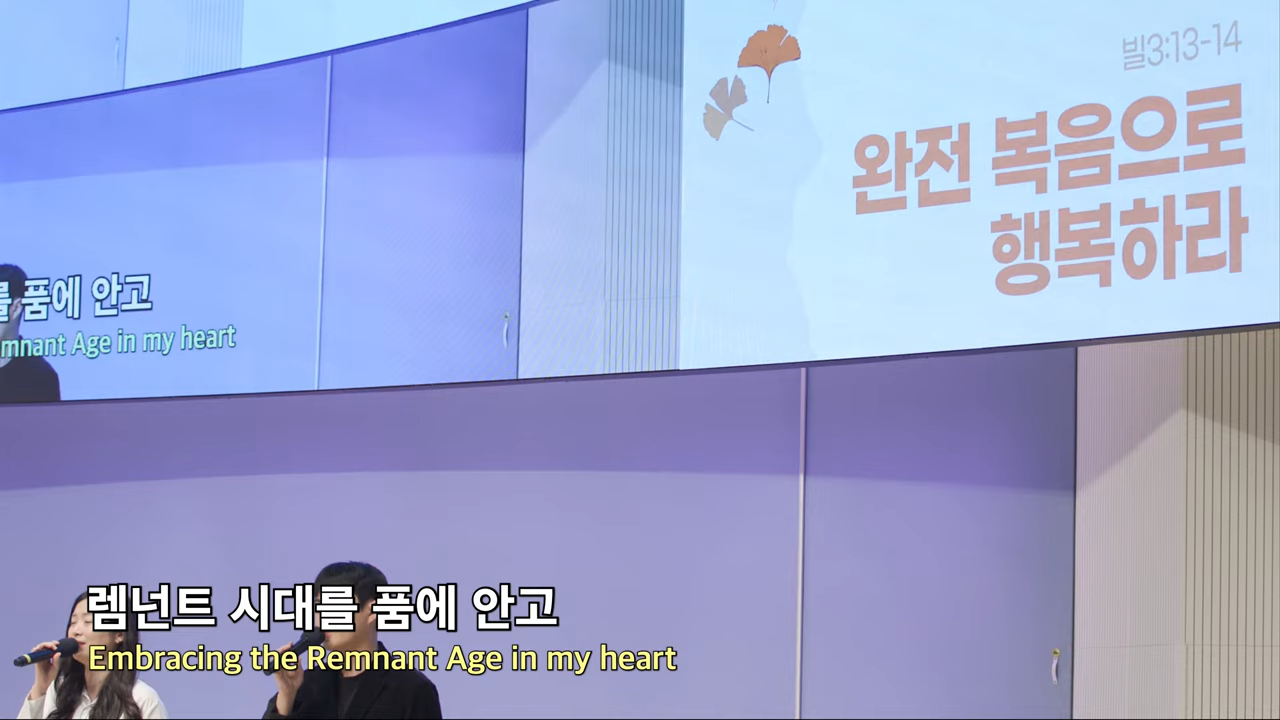 빌3:13-14
완전 복음으로
행복하라
를 품에 안고
mnant Age in my heart
렘넌트 시대를 품에 안고
Embracing the Remnant Age in my heart